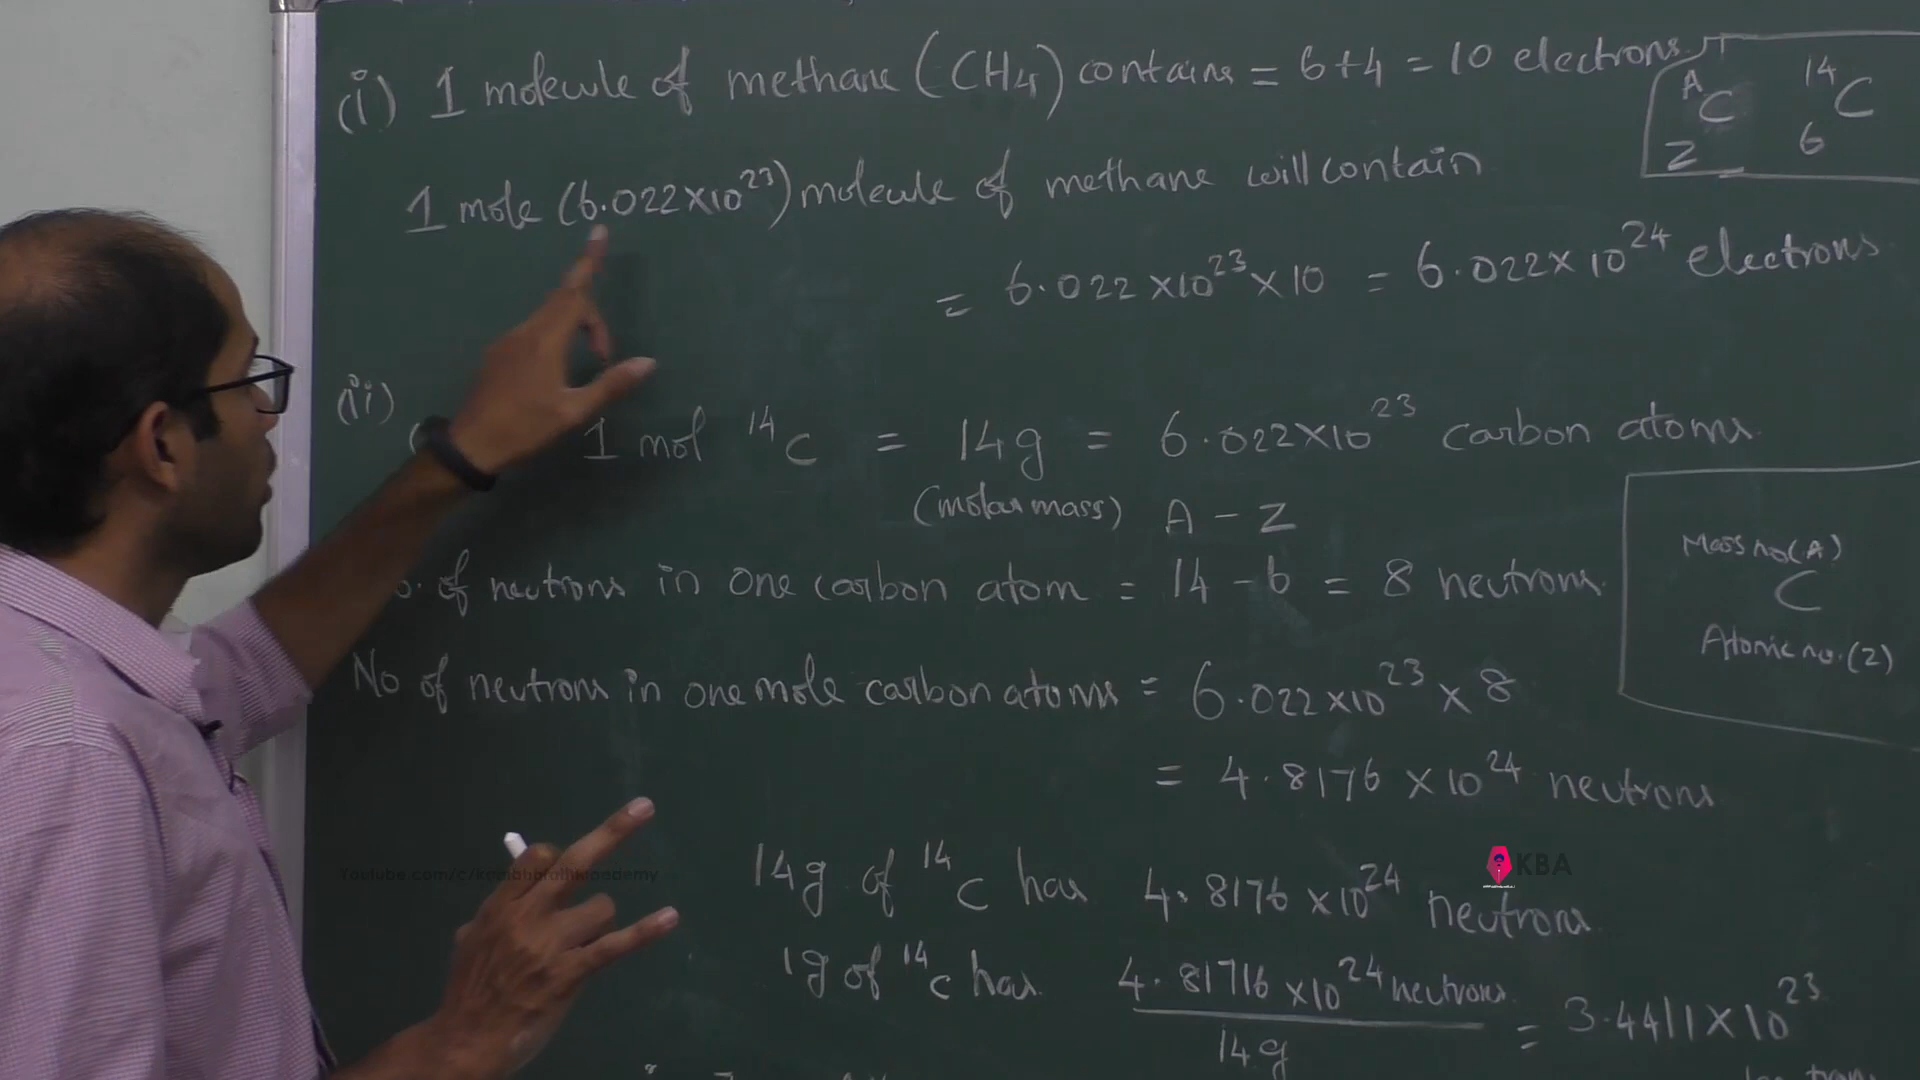 (i) 1 molecule of methane (CH4) contains = 6+4 = 10 electrons.
A C Z 14 C 6
1 mole (6.022×10^23) molecule of methane will contain
= 6.022×10^23 × 10 = 6.022×10^24 electrons
(ii)
1 mol 14C = 14g = 6.022×10^23 carbon atoms.
(molar mass) A - Z
Mass no(A)
C
Atomic no.(Z)
of neutrons in one carbon atom = 14 - 6 = 8 neutrons.
No of neutrons in one mole carbon atoms = 6.022×10^23 × 8
= 4.8176 × 10^24 neutrons
14g of 14C has 4.8176×10^24 neutrons.
1g of 14C has 4.81716×10^24 neutrons = 3.4411×10^23
14g
KBA